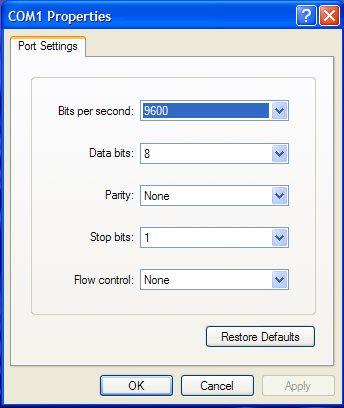 COM1 Properties
Port Settings
Bits per second: 9600
Data bits: 8
Parity: None
Stop bits: 1
Flow control: None
Restore Defaults
OK Cancel Apply